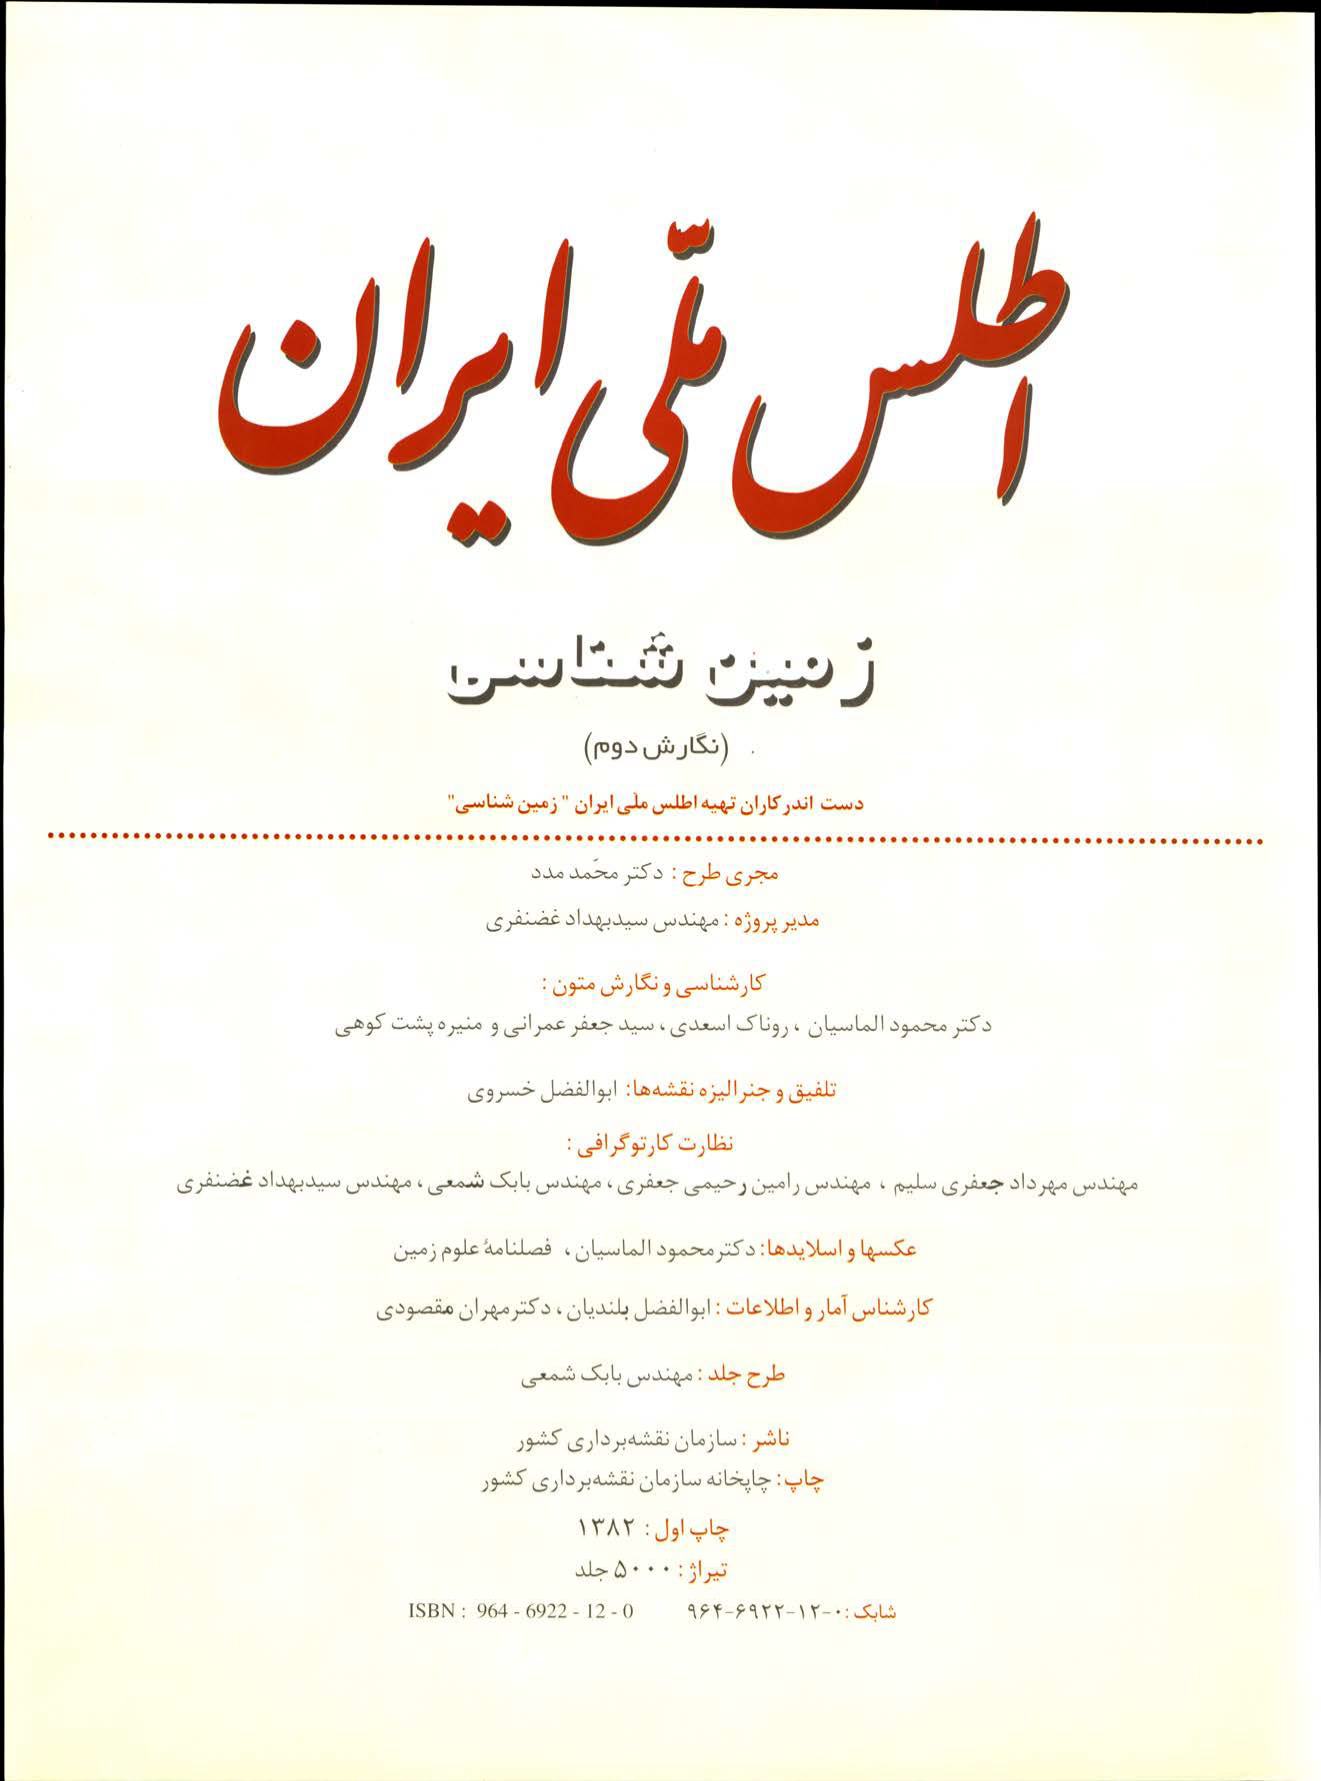 اطلس ملّی ایران
زمین شناسی
(نگارش دوم)
دست اندرکاران تهیه اطلس ملّی ایران " زمین شناسی"
مجری طرح : دکتر محمّد مدد
مدیر پروژه : مهندس سیدبهداد غضنفری
کارشناسی و نگارش متون :
دکتر محمود الماسیان ، روناک اسعدی ، سید جعفر عمرانی و منیره پشت کوهی
تلفیق و جنرالیزه نقشه‌ها: ابوالفضل خسروی
نظارت کارتوگرافی :
مهندس مهرداد جعفری سلیم ، مهندس رامین رحیمی جعفری ، مهندس بابک شمعی ، مهندس سیدبهداد غضنفری
عکسها و اسلایدها: دکترمحمود الماسیان ، فصلنامهٔ علوم زمین
کارشناس آمار و اطلاعات : ابوالفضل بلندیان ، دکترمهران مقصودی
طرح جلد : مهندس بابک شمعی
ناشر : سازمان نقشه‌برداری کشور
چاپ : چاپخانه سازمان نقشه‌برداری کشور
چاپ اول : ۱۳۸۲
تیراژ : ۵۰۰۰ جلد
شابک : ۰-۱۲-۶۹۲۲-۹۶۴ ISBN : 964 - 6922 - 12 - 0